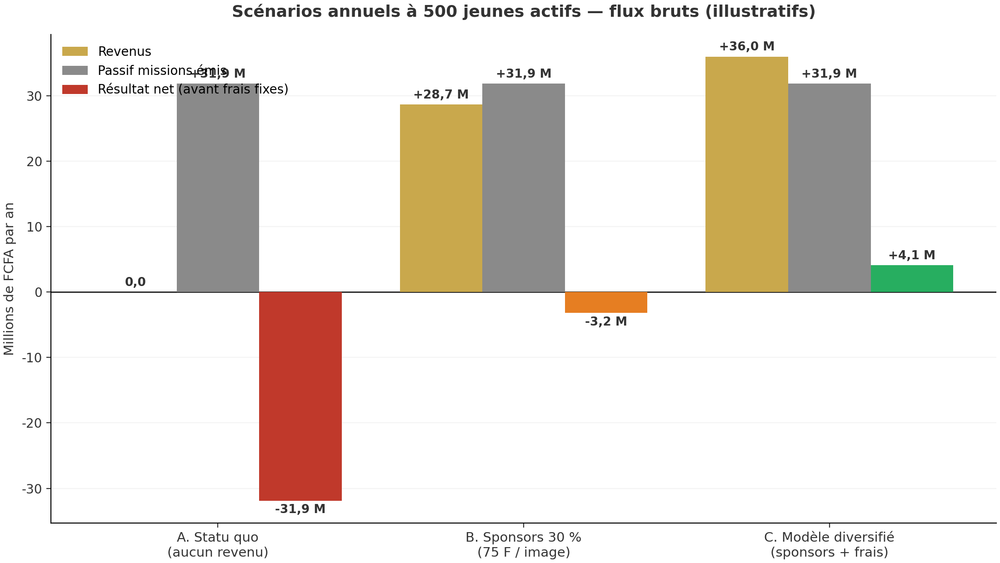 Scénarios annuels à 500 jeunes actifs — flux bruts (illustratifs)
Revenus
Passif missions émis
Résultat net (avant frais fixes)
Millions de FCFA par an
30
20
10
0
-10
-20
-30
0,0
+31,9 M
-31,9 M
+28,7 M
+31,9 M
-3,2 M
+36,0 M
+31,9 M
+4,1 M
A. Statu quo
(aucun revenu)
B. Sponsors 30 %
(75 F / image)
C. Modèle diversifié
(sponsors + frais)